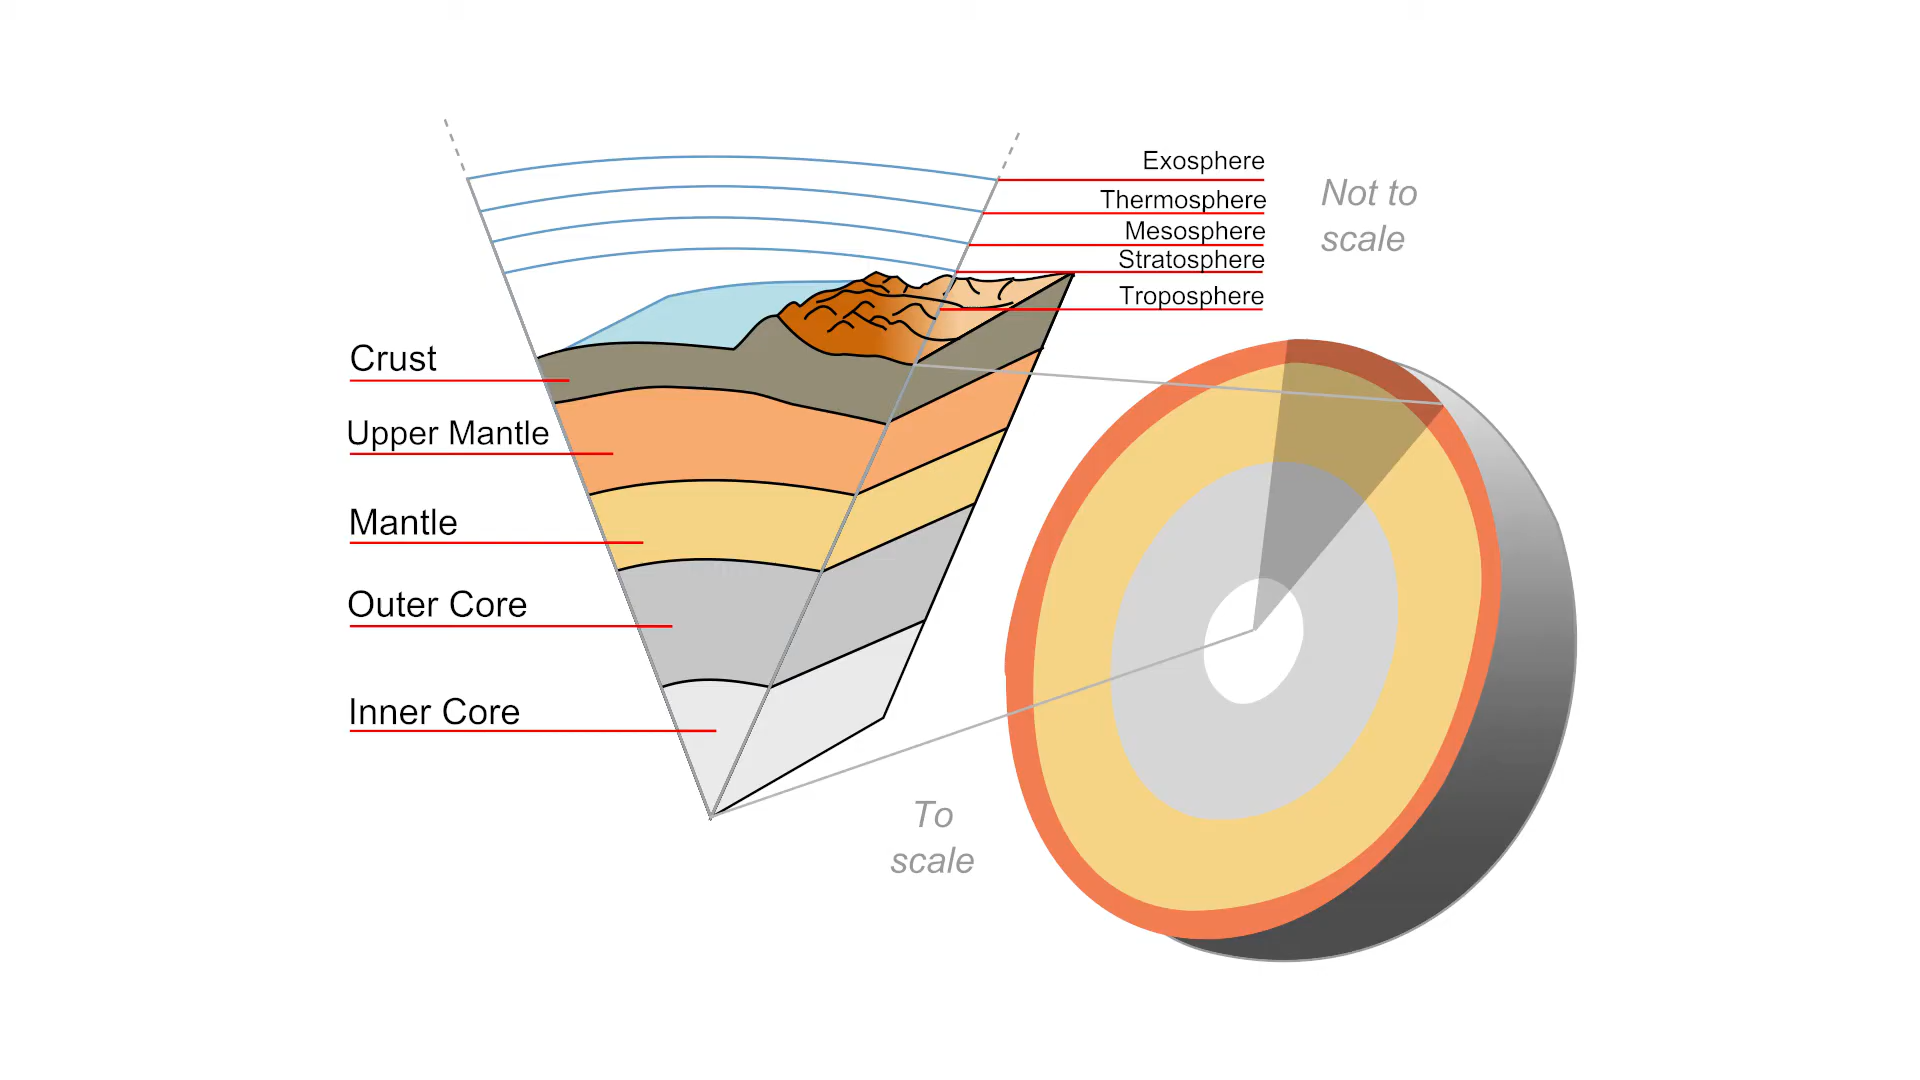 Exosphere
Thermosphere
Mesosphere
Stratosphere
Troposphere
Not to
scale
Crust
Upper Mantle
Mantle
Outer Core
Inner Core
To
scale